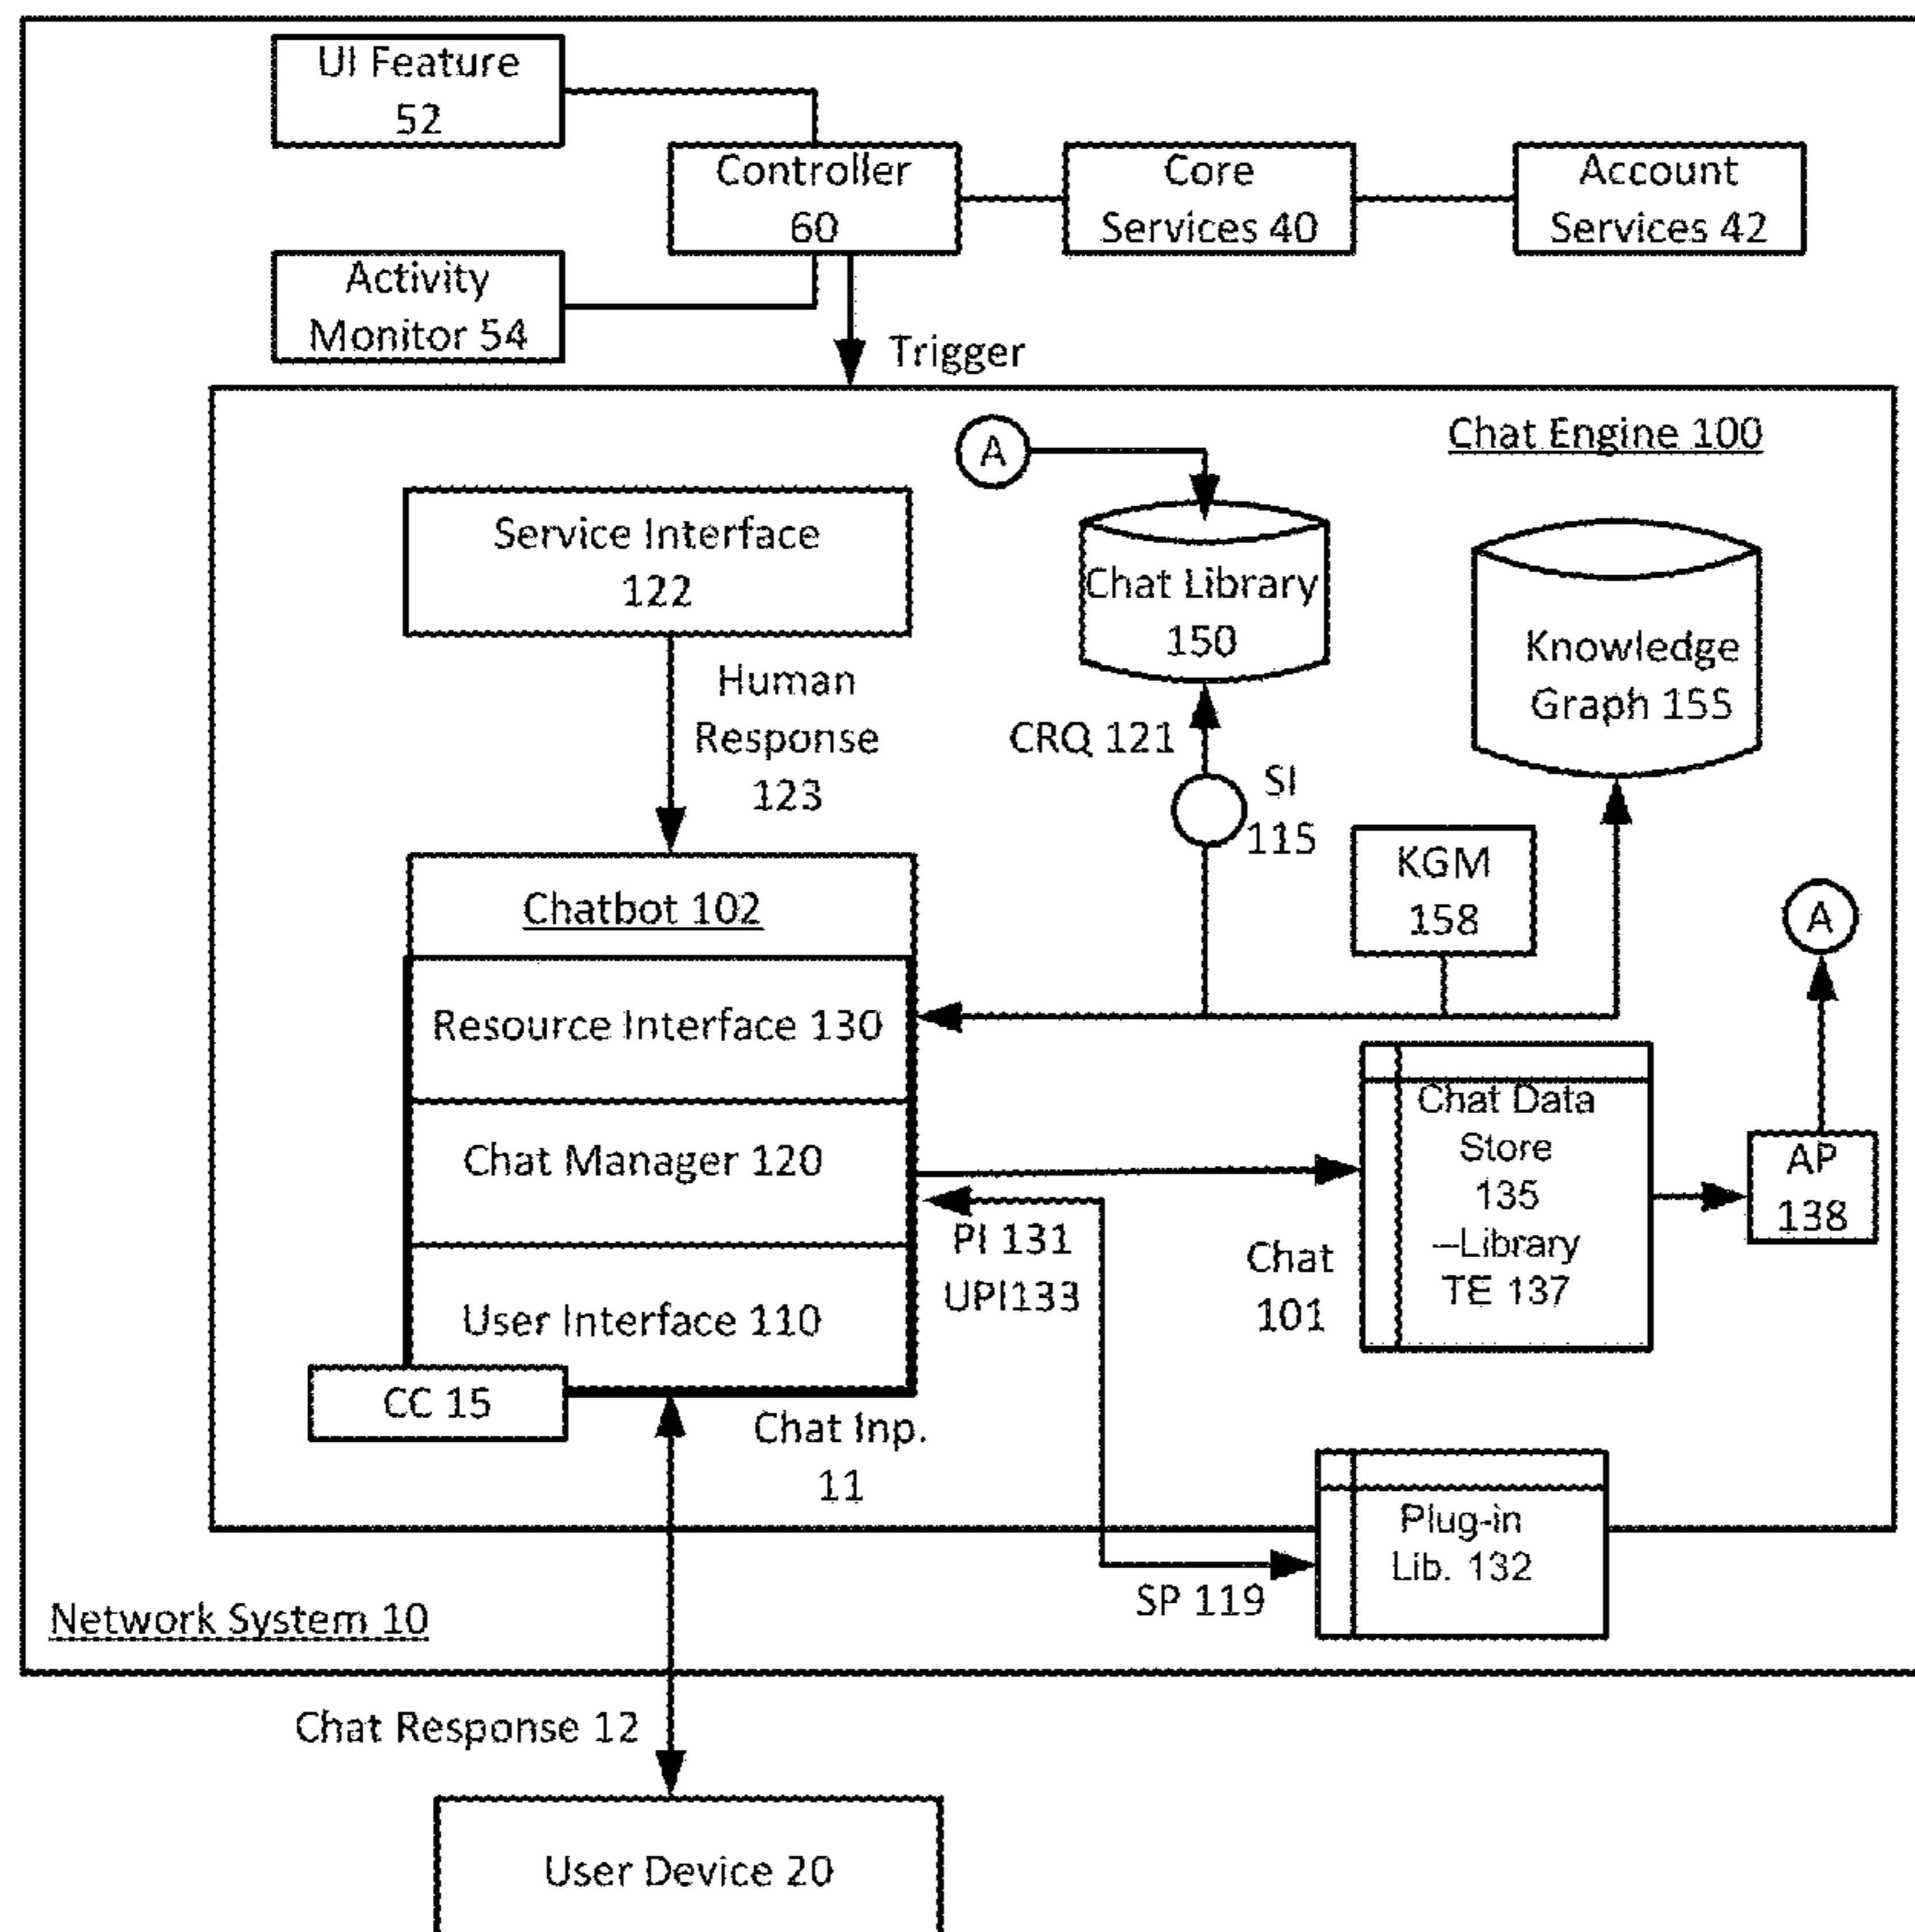 UI Feature
52
Controller
60
Core
Services 40
Account
Services 42
Activity
Monitor 54
Trigger
Chat Engine 100
A
Service Interface
122
Chat Library
150
Knowledge
Graph 155
Human
Response
123
CRQ 121
SI
115
KGM
158
A
Chatbot 102
Resource Interface 130
Chat Manager 120
User Interface 110
CC 15
PI 131
UPI133
Chat
101
Chat Data
Store
135
–Library
TE 137
AP
138
Chat Inp.
11
Plug-in
Lib. 132
SP 119
Network System 10
Chat Response 12
User Device 20